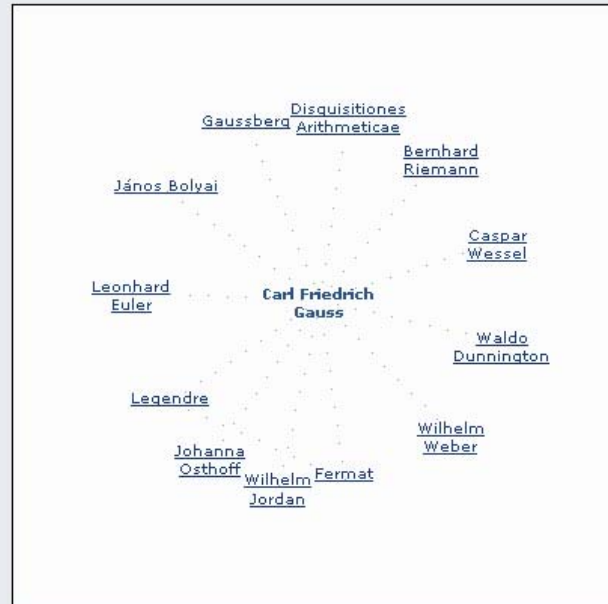 Disquitiones
Gaussberg
Arithmeticae
Bernhard
Riemann
János Bolyai
Caspar
Wessel
Leonhard
Euler
Carl Friedrich
Gauss
Waldo
Dunnington
Legendre
Wilhelm
Weber
Johanna
Osthoff
Wilhelm
Jordan
Fermat